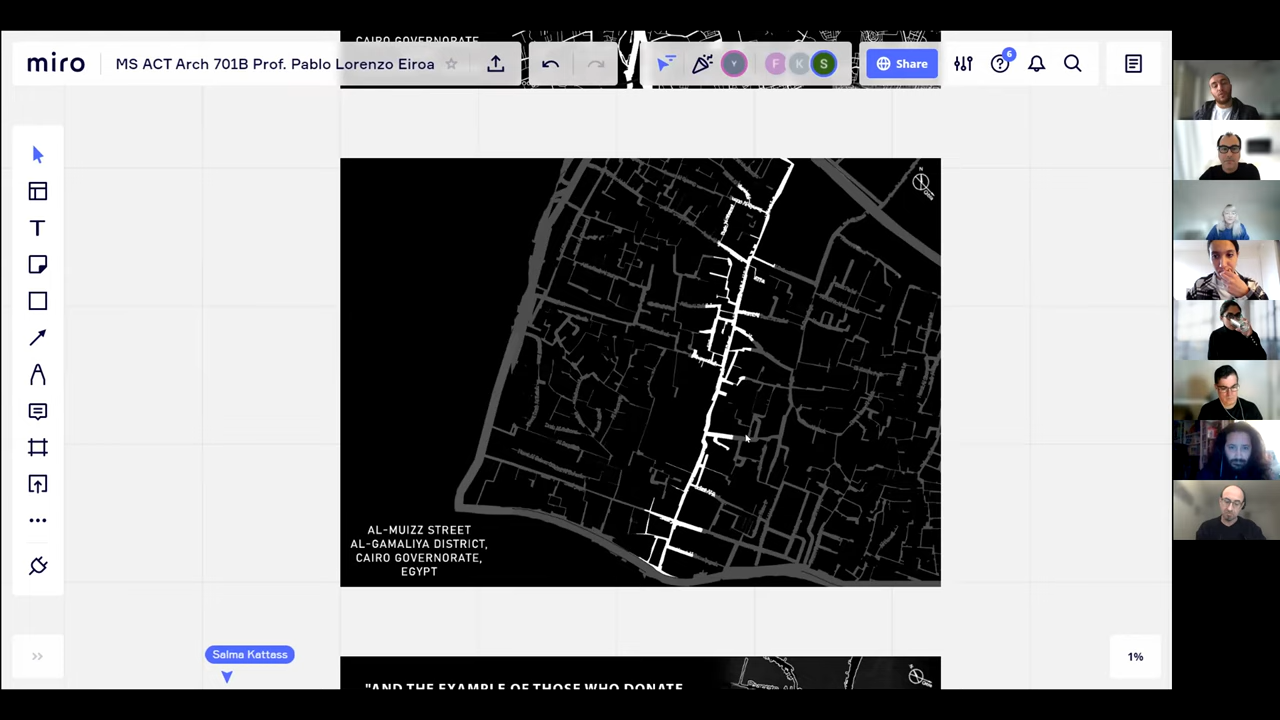 CAIRO GOVERNORATE
miro
MS ACT Arch 701B Prof. Pablo Lorenzo Eiroa
Y
F
K
S
Share
6
T
N
AL-MUIZZ STREET
AL-GAMALIYA DISTRICT,
CAIRO GOVERNORATE,
EGYPT
Salma Kattass
1%
"AND THE EXAMPLE OF THOSE WHO DONATE